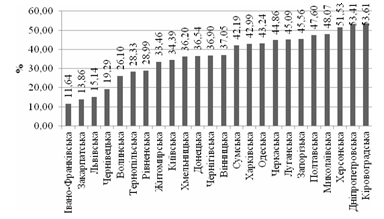 60,00
50,00
40,00
30,00
20,00
10,00
0,00
%
11,64
13,86
15,14
19,29
26,10
28,33
28,99
33,46
34,39
36,20
36,54
36,90
37,05
42,19
42,99
43,24
44,86
45,09
45,56
47,60
48,07
51,53
53,41
53,61
Івано-Франківська
Закарпатська
Львівська
Чернівецька
Волинська
Тернопільська
Рівненська
Житомирська
Київська
Хмельницька
Донецька
Чернігівська
Вінницька
Сумська
Харківська
Одеська
Черкаська
Луганська
Запорізька
Полтавська
Миколаївська
Херсонська
Дніпропетровська
Кіровоградська